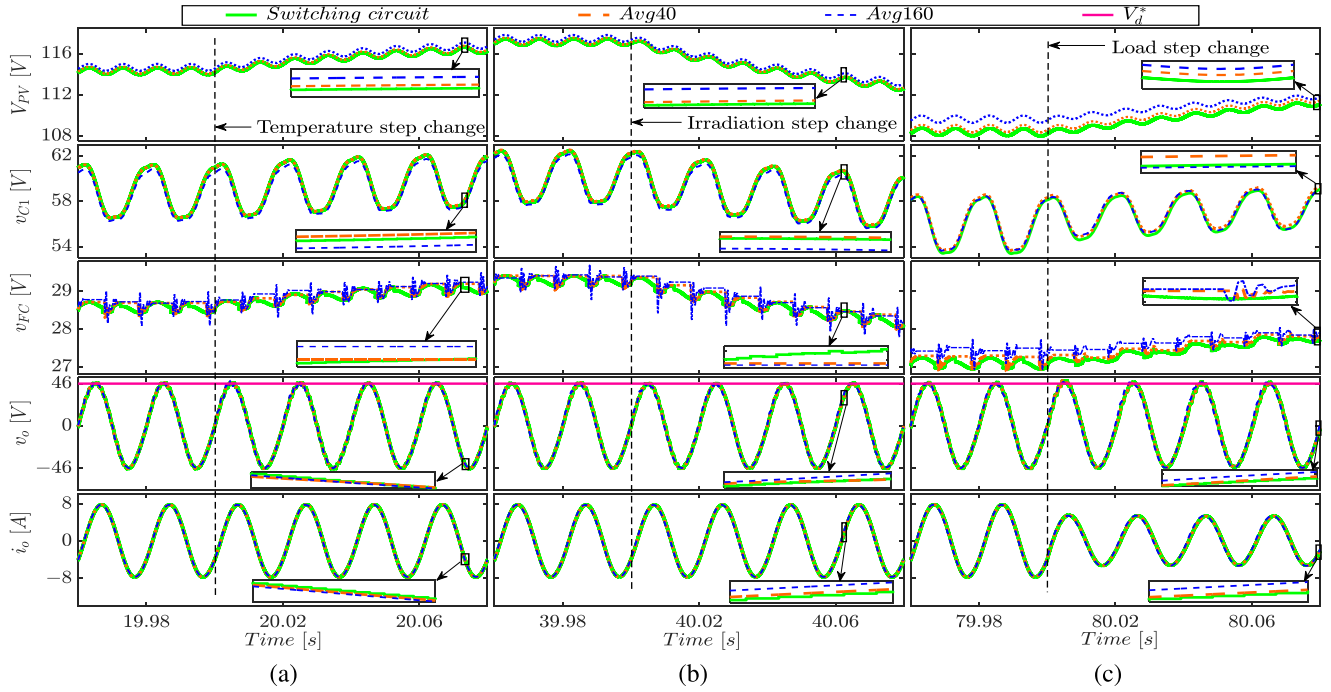 Switching circuit Avg40 Avg160 V*d
VPV [V]
116
112
108
Temperature step change
Irradiation step change
Load step change
vC1 [V]
62
58
54
vFC [V]
29
28
27
vo [V]
46
0
−46
io [A]
8
0
−8
19.98 20.02 20.06 39.98 40.02 40.06 79.98 80.02 80.06
Time [s] Time [s] Time [s]
(a) (b) (c)